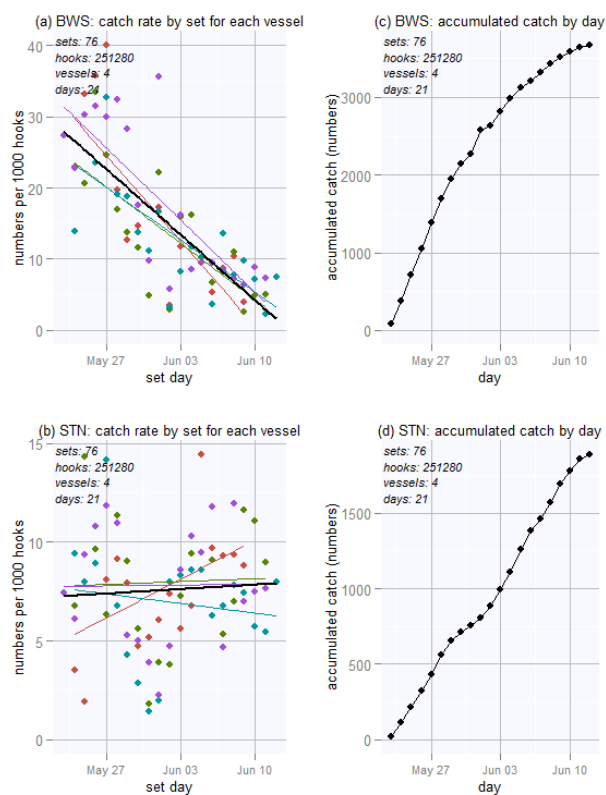 (a) BWS: catch rate by set for each vessel
sets: 76
hooks: 251280
vessels: 4
days: 21
40
30
20
10
0
numbers per 1000 hooks
May 27
Jun 03
Jun 10
set day
(c) BWS: accumulated catch by day
sets: 76
hooks: 251280
vessels: 4
days: 21
3000
2000
1000
0
accumulated catch (numbers)
May 27
Jun 03
Jun 10
day
(b) STN: catch rate by set for each vessel
sets: 76
hooks: 251280
vessels: 4
days: 21
15
10
5
0
numbers per 1000 hooks
May 27
Jun 03
Jun 10
set day
(d) STN: accumulated catch by day
sets: 76
hooks: 251280
vessels: 4
days: 21
1500
1000
500
0
accumulated catch (numbers)
May 27
Jun 03
Jun 10
day